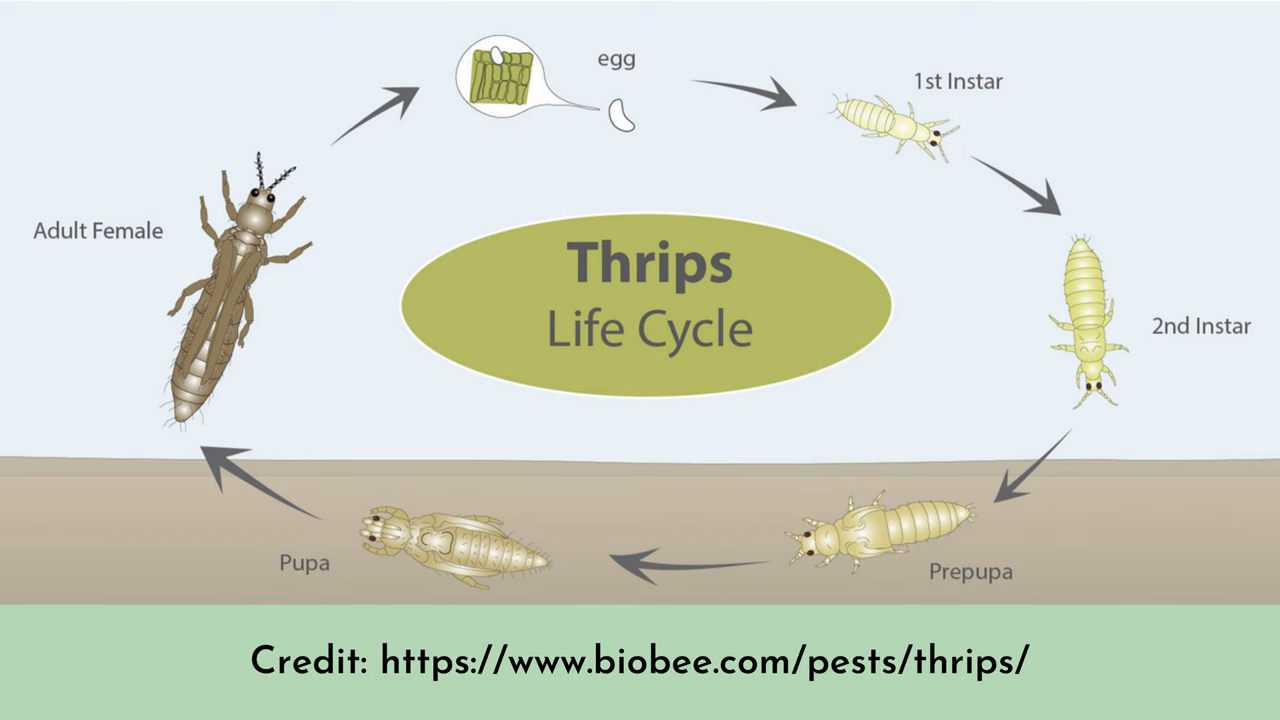 egg
1st Instar
Adult Female
Thrips
Life Cycle
2nd Instar
Pupa
Prepupa
Credit: https://www.biobee.com/pests/thrips/